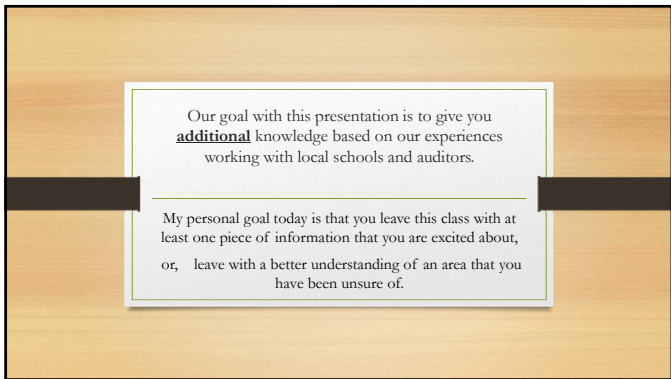 Our goal with this presentation is to give you
additional knowledge based on our experiences
working with local schools and auditors.
My personal goal today is that you leave this class with at
least one piece of information that you are excited about,
or, leave with a better understanding of an area that you
have been unsure of.